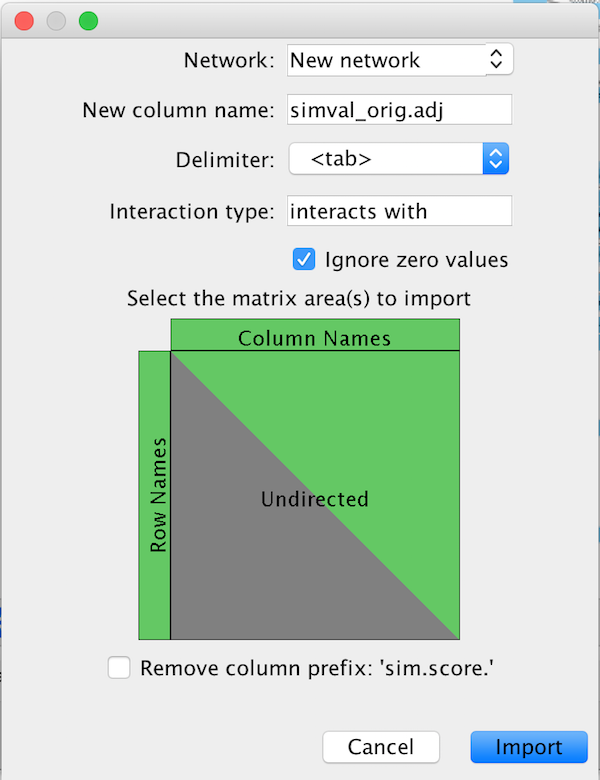 Network: New network
New column name: simval_orig.adj
Delimiter: <tab>
Interaction type: interacts with
Ignore zero values
Select the matrix area(s) to import
Column Names
Row Names
Undirected
Remove column prefix: 'sim.score.'
Cancel Import